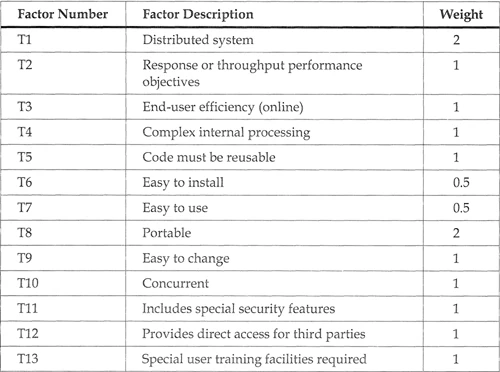 Factor Number Factor Description Weight
T1 Distributed system 2
T2 Response or throughput performance 1
objectives
T3 End-user efficiency (online) 1
T4 Complex internal processing 1
T5 Code must be reusable 1
T6 Easy to install 0.5
T7 Easy to use 0.5
T8 Portable 2
T9 Easy to change 1
T10 Concurrent 1
T11 Includes special security features 1
T12 Provides direct access for third parties 1
T13 Special user training facilities required 1